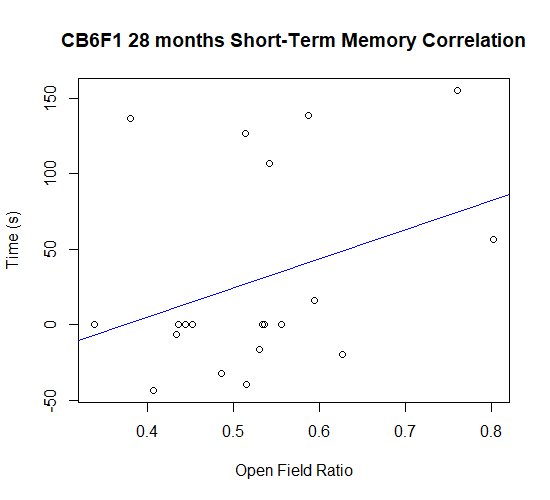 CB6F1 28 months Short-Term Memory Correlation
Time (s)
150
100
50
0
-50
0.4 0.5 0.6 0.7 0.8
Open Field Ratio